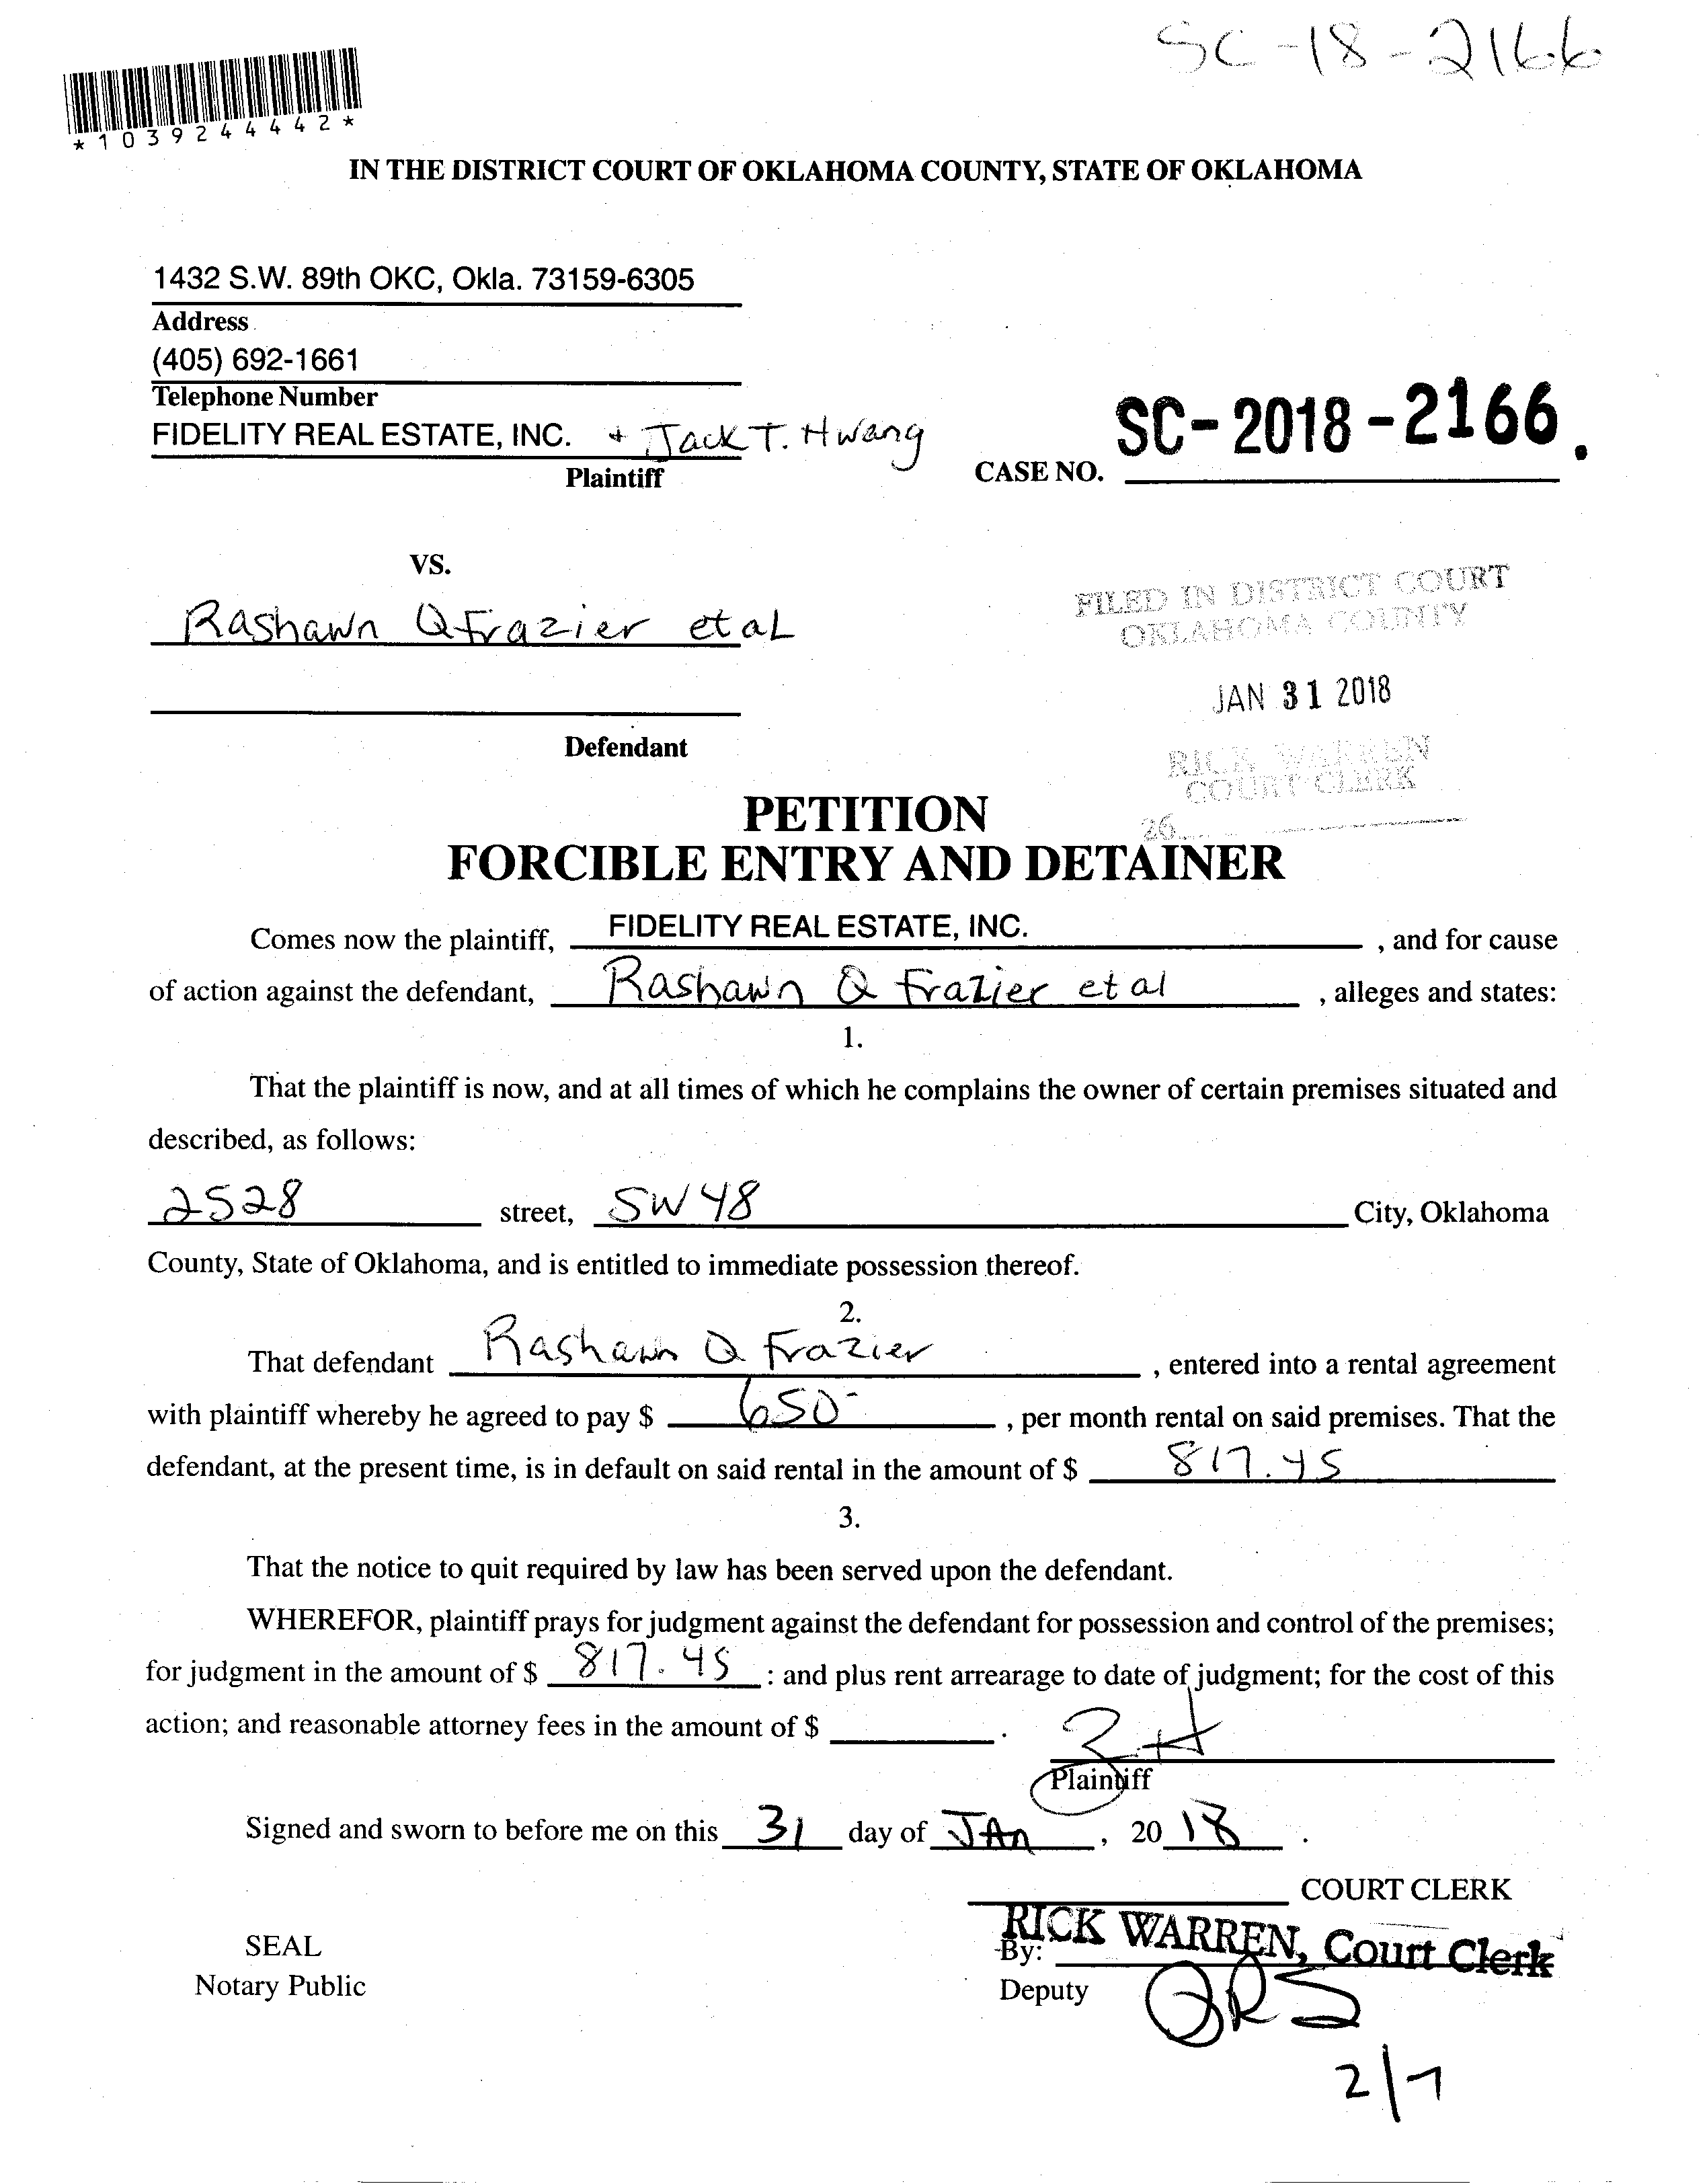 SC-18-2166
*1039244442*
IN THE DISTRICT COURT OF OKLAHOMA COUNTY, STATE OF OKLAHOMA
1432 S.W. 89th OKC, Okla. 73159-6305
Address
(405) 692-1661
Telephone Number
FIDELITY REAL ESTATE, INC. + Jack T. Hwang
Plaintiff
CASE NO. SC-2018-2166.
VS.
Rashawn Q Frazier et al
Defendant
FILED IN DISTRICT COURT
OKLAHOMA COUNTY
JAN 31 2018
RICK WARREN
COURT CLERK
26
PETITION
FORCIBLE ENTRY AND DETAINER
Comes now the plaintiff, FIDELITY REAL ESTATE, INC. , and for cause
of action against the defendant, Rashawn Q Frazier et al , alleges and states:
1.
That the plaintiff is now, and at all times of which he complains the owner of certain premises situated and
described, as follows:
2528 street, SW 48 City, Oklahoma
County, State of Oklahoma, and is entitled to immediate possession thereof.
2.
That defendant Rashawn Q Frazier , entered into a rental agreement
with plaintiff whereby he agreed to pay $ 650- , per month rental on said premises. That the
defendant, at the present time, is in default on said rental in the amount of $ 817.45
3.
That the notice to quit required by law has been served upon the defendant.
WHEREFOR, plaintiff prays for judgment against the defendant for possession and control of the premises;
for judgment in the amount of $ 817.45 : and plus rent arrearage to date of judgment; for the cost of this
action; and reasonable attorney fees in the amount of $ .
Plaintiff
Signed and sworn to before me on this 31 day of JAn , 20 18 .
COURT CLERK
RICK WARREN, Court Clerk
SEAL
By:
Notary Public
Deputy
2/7